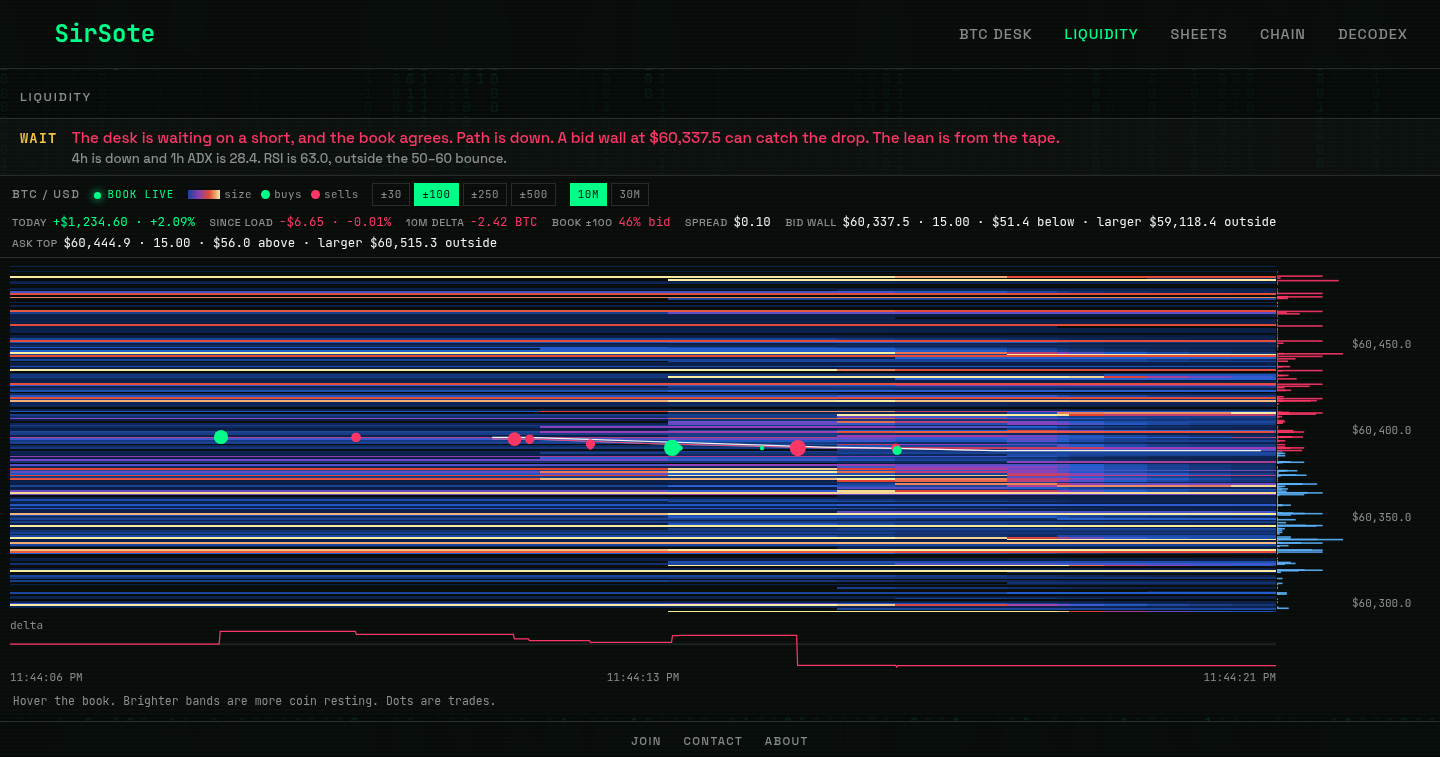 SirSote
BTC DESK LIQUIDITY SHEETS CHAIN DECODEX
LIQUIDITY
WAIT The desk is waiting on a short, and the book agrees. Path is down. A bid wall at $60,337.5 can catch the drop. The lean is from the tape.
4h is down and 1h ADX is 28.4. RSI is 63.0, outside the 50–60 bounce.
BTC / USD BOOK LIVE size buys sells ±30 ±100 ±250 ±500 10M 30M
TODAY +$1,234.60 · +2.09% SINCE LOAD -$6.65 · -0.01% 10M DELTA -2.42 BTC BOOK ±100 46% bid SPREAD $0.10 BID WALL $60,337.5 · 15.00 · $51.4 below · larger $59,118.4 outside
ASK TOP $60,444.9 · 15.00 · $56.0 above · larger $60,515.3 outside
$60,450.0
$60,400.0
$60,350.0
$60,300.0
delta
11:44:06 PM 11:44:13 PM 11:44:21 PM
Hover the book. Brighter bands are more coin resting. Dots are trades.
JOIN CONTACT ABOUT